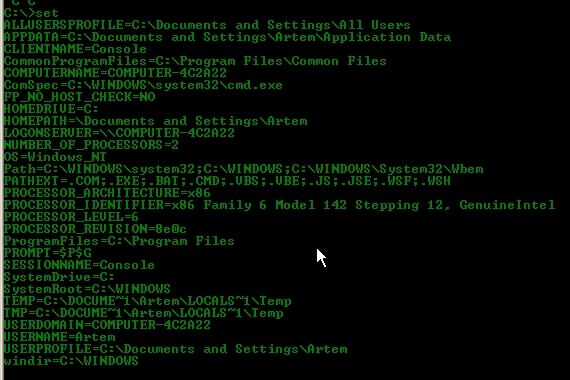 C:\>set
ALLUSERSPROFILE=C:\Documents and Settings\All Users
APPDATA=C:\Documents and Settings\Artem\Application Data
CLIENTNAME=Console
CommonProgramFiles=C:\Program Files\Common Files
COMPUTERNAME=COMPUTER-4C2A22
ComSpec=C:\WINDOWS\system32\cmd.exe
FP_NO_HOST_CHECK=NO
HOMEDRIVE=C:
HOMEPATH=\Documents and Settings\Artem
LOGONSERVER=\\COMPUTER-4C2A22
NUMBER_OF_PROCESSORS=2
OS=Windows_NT
Path=C:\WINDOWS\system32;C:\WINDOWS;C:\WINDOWS\System32\Wbem
PATHEXT=.COM;.EXE;.BAT;.CMD;.VBS;.VBE;.JS;.JSE;.WSF;.WSH
PROCESSOR_ARCHITECTURE=x86
PROCESSOR_IDENTIFIER=x86 Family 6 Model 142 Stepping 12, GenuineIntel
PROCESSOR_LEVEL=6
PROCESSOR_REVISION=8e0c
ProgramFiles=C:\Program Files
PROMPT=$P$G
SESSIONNAME=Console
SystemDrive=C:
SystemRoot=C:\WINDOWS
TEMP=C:\DOCUME~1\Artem\LOCALS~1\Temp
TMP=C:\DOCUME~1\Artem\LOCALS~1\Temp
USERDOMAIN=COMPUTER-4C2A22
USERNAME=Artem
USERPROFILE=C:\Documents and Settings\Artem
windir=C:\WINDOWS